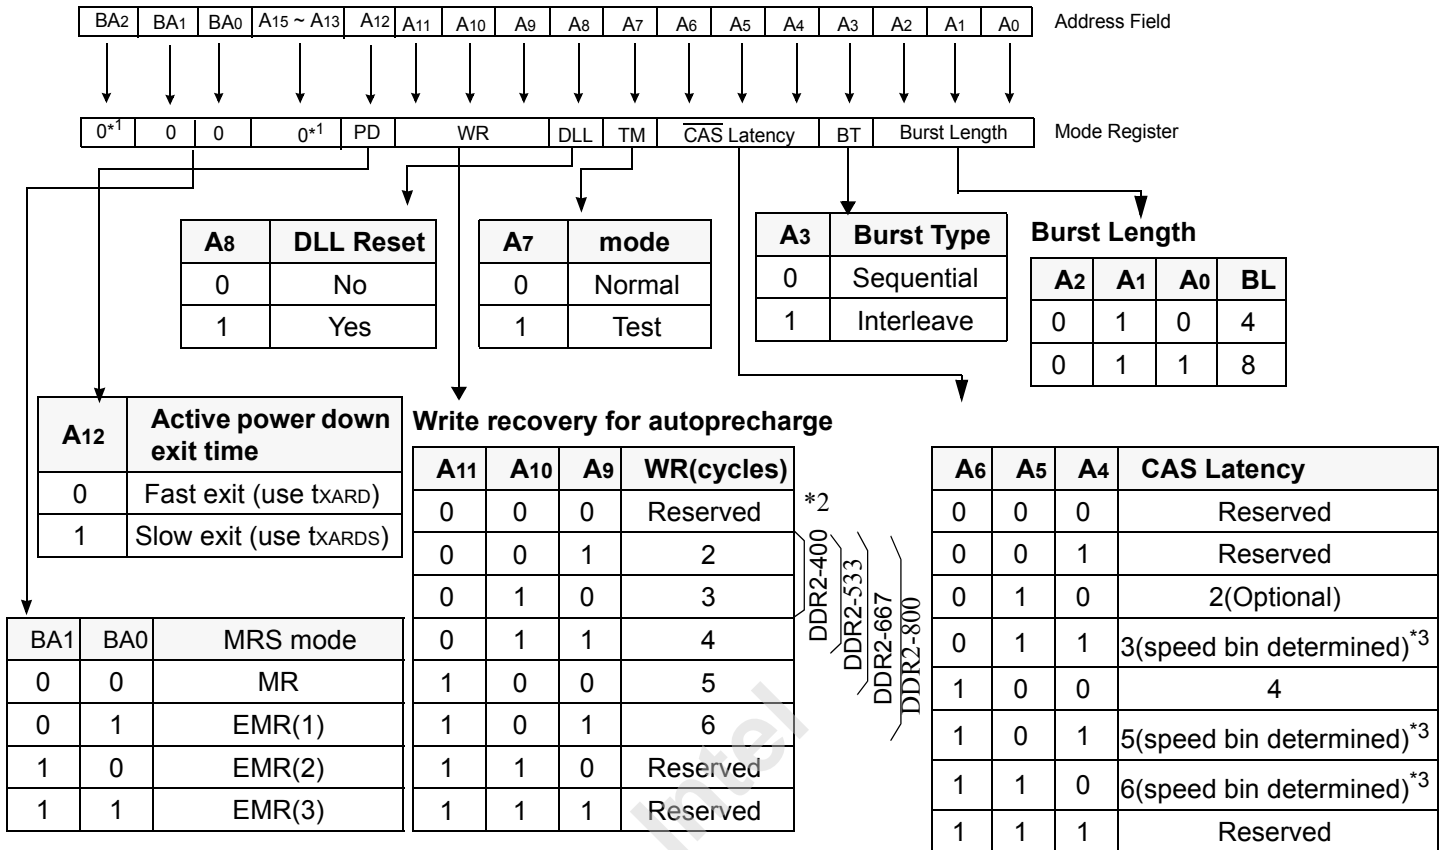 BA2 BA1 BA0 A15 ~ A13 A12 A11 A10 A9 A8 A7 A6 A5 A4 A3 A2 A1 A0 Address Field
0*1 0 0 0*1 PD WR DLL TM CAS Latency BT Burst Length Mode Register
A8 DLL Reset
0 No
1 Yes
A7 mode
0 Normal
1 Test
A3 Burst Type
0 Sequential
1 Interleave
Burst Length
A2 A1 A0 BL
0 1 0 4
0 1 1 8
A12 Active power down
exit time
0 Fast exit (use tXARD)
1 Slow exit (use tXARDS)
BA1 BA0 MRS mode
0 0 MR
0 1 EMR(1)
1 0 EMR(2)
1 1 EMR(3)
Write recovery for autoprecharge
A11 A10 A9 WR(cycles)
0 0 0 Reserved
0 0 1 2
0 1 0 3
0 1 1 4
1 0 0 5
1 0 1 6
1 1 0 Reserved
1 1 1 Reserved
*2
DDR2-400
DDR2-533
DDR2-667
DDR2-800
A6 A5 A4 CAS Latency
0 0 0 Reserved
0 0 1 Reserved
0 1 0 2(Optional)
0 1 1 3(speed bin determined)*3
1 0 0 4
1 0 1 5(speed bin determined)*3
1 1 0 6(speed bin determined)*3
1 1 1 Reserved
Intel